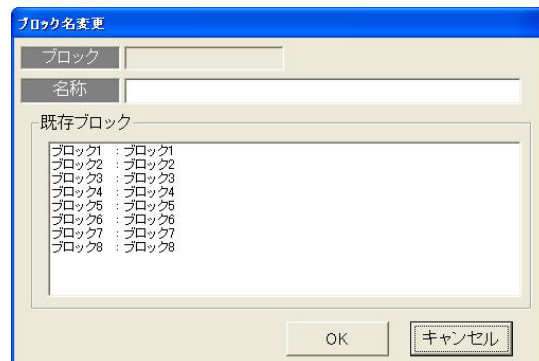 ブロック名変更
ブロック
名称
既存ブロック
ブロック1 : ブロック1
ブロック2 : ブロック2
ブロック3 : ブロック3
ブロック4 : ブロック4
ブロック5 : ブロック5
ブロック6 : ブロック6
ブロック7 : ブロック7
ブロック8 : ブロック8
OK キャンセル